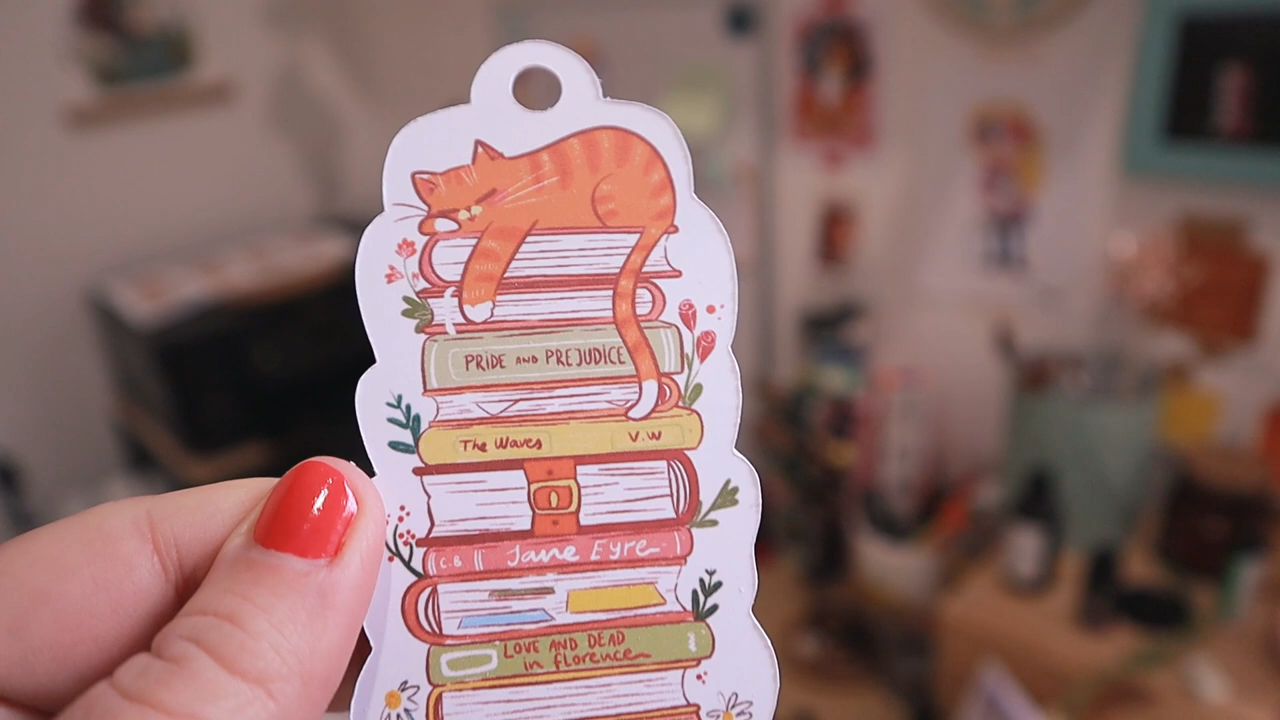 PRIDE AND PREJUDICE
The Waves V.W
C.B Jane Eyre
LOVE AND DEAD
in florence